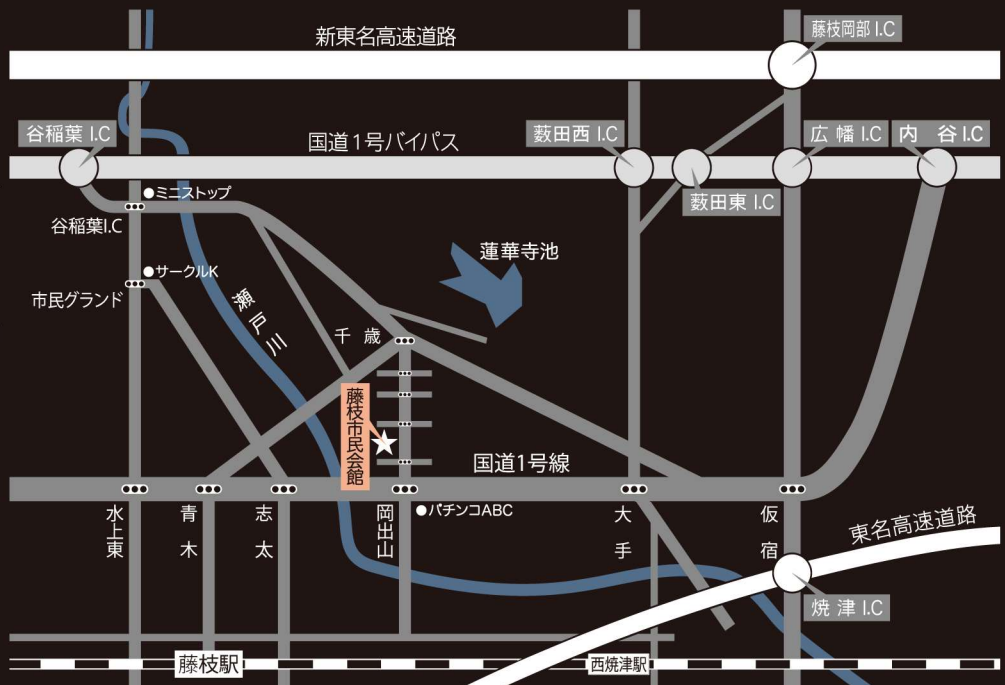 新東名高速道路
藤枝岡部 I.C
谷稲葉 I.C
国道1号バイパス
薮田西 I.C
広幡 I.C
内 谷 I.C
薮田東 I.C
ミニストップ
谷稲葉I.C
サークルK
市民グランド
瀬戸川
蓮華寺池
千 歳
藤枝市民会館
国道1号線
水上東
青木
志太
岡出山
パチンコABC
大手
仮宿
東名高速道路
焼 津 I.C
藤枝駅
西焼津駅